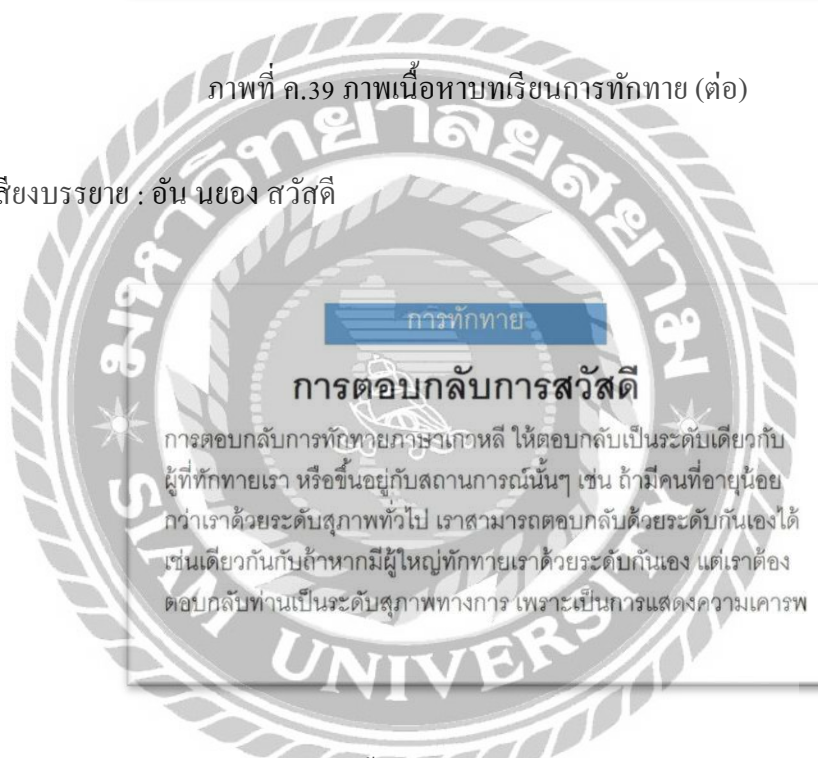 ภาพที่ ค.39 ภาพเนื้อหาบทเรียนการทักทาย (ต่อ)
เสียงบรรยาย : อัน นยอง สวัสดี
การทักทาย
การตอบกลับการสวัสดี
การตอบกลับการทักทายภาษาเกาหลี ให้ตอบกลับเป็นระดับเดียวกับ
ผู้ที่ทักทายเรา หรือขึ้นอยู่กับสถานการณ์นั้นๆ เช่น ถ้ามีคนที่อายุน้อย
กว่าเราด้วยระดับสุภาพทั่วไป เราสามารถตอบกลับด้วยระดับกันเองได้
เช่นเดียวกันกับถ้าหากมีผู้ใหญ่ทักทายเราด้วยระดับกันเอง แต่เราต้อง
ตอบกลับท่านเป็นระดับสุภาพทางการ เพราะเป็นการแสดงความเคารพ
มหาวิทยาลัยสยาม
SIAM UNIVERSITY